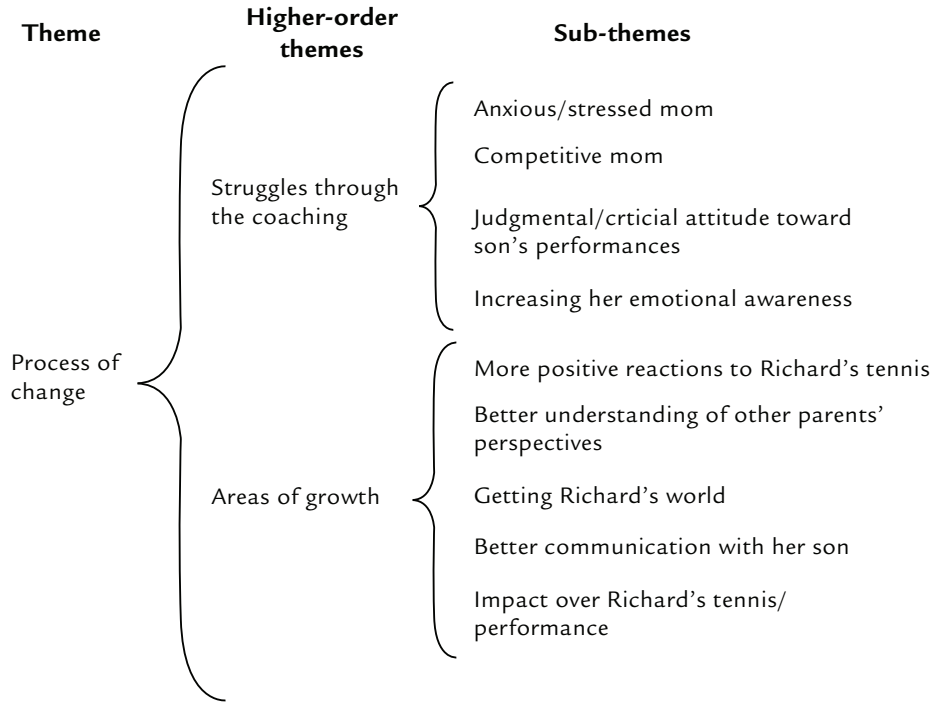 Theme
Higher-order
themes
Sub-themes
Process of
change
Struggles through
the coaching
Anxious/stressed mom
Competitive mom
Judgmental/crticial attitude toward
son’s performances
Increasing her emotional awareness
Areas of growth
More positive reactions to Richard’s tennis
Better understanding of other parents’
perspectives
Getting Richard’s world
Better communication with her son
Impact over Richard’s tennis/
performance